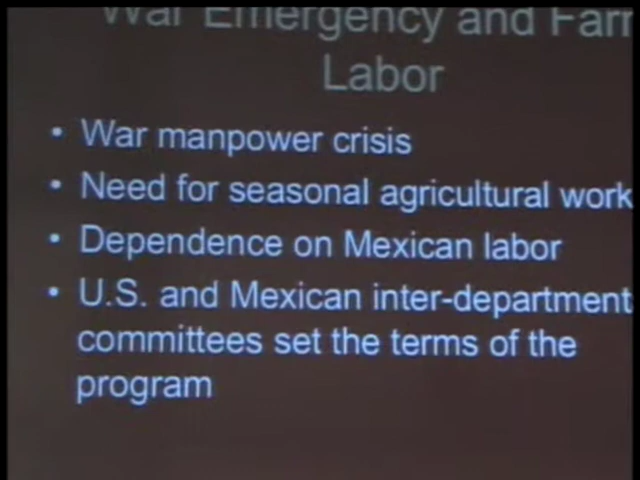 War Emergency and Farm
Labor
• War manpower crisis
• Need for seasonal agricultural work
• Dependence on Mexican labor
• U.S. and Mexican inter-department
committees set the terms of the
program